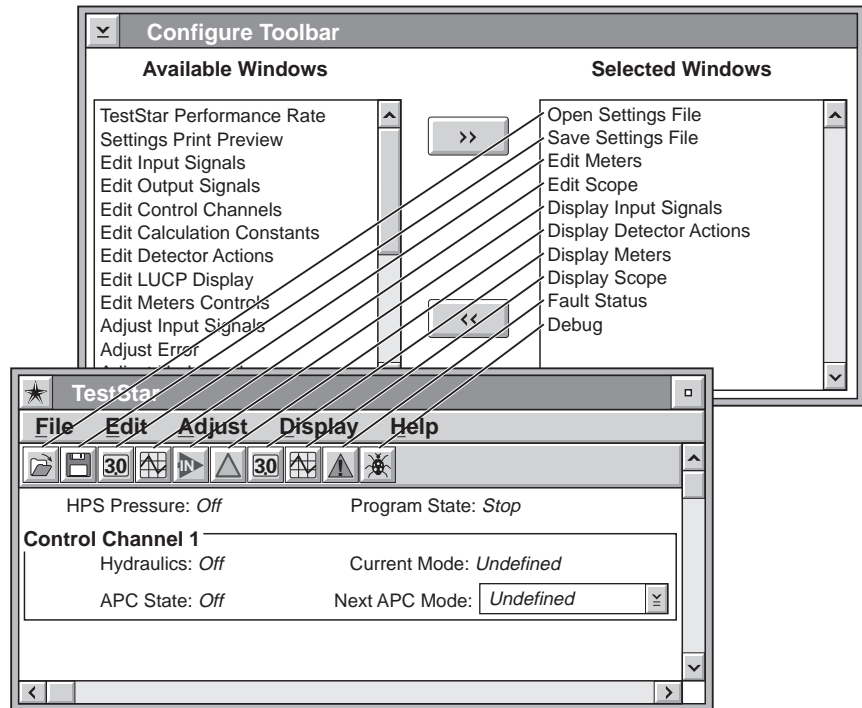 Configure Toolbar
Available Windows
Selected Windows
TestStar Performance Rate
Settings Print Preview
Edit Input Signals
Edit Output Signals
Edit Control Channels
Edit Calculation Constants
Edit Detector Actions
Edit LUCP Display
Edit Meters Controls
Adjust Input Signals
Adjust Error
>>
<<
Open Settings File
Save Settings File
Edit Meters
Edit Scope
Display Input Signals
Display Detector Actions
Display Meters
Display Scope
Fault Status
Debug
TestStar
File Edit Adjust Display Help
3.0 IN 3.0
HPS Pressure: Off Program State: Stop
Control Channel 1
Hydraulics: Off Current Mode: Undefined
APC State: Off Next APC Mode: Undefined